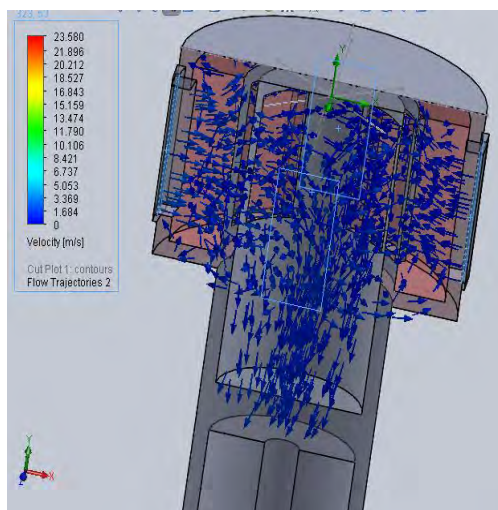 23.580
21.896
20.212
18.527
16.843
15.159
13.474
11.790
10.106
8.421
6.737
5.053
3.369
1.684
0
Velocity [m/s]
Cut Plot 1: contours
Flow Trajectories 2
Y
Y
X
Z